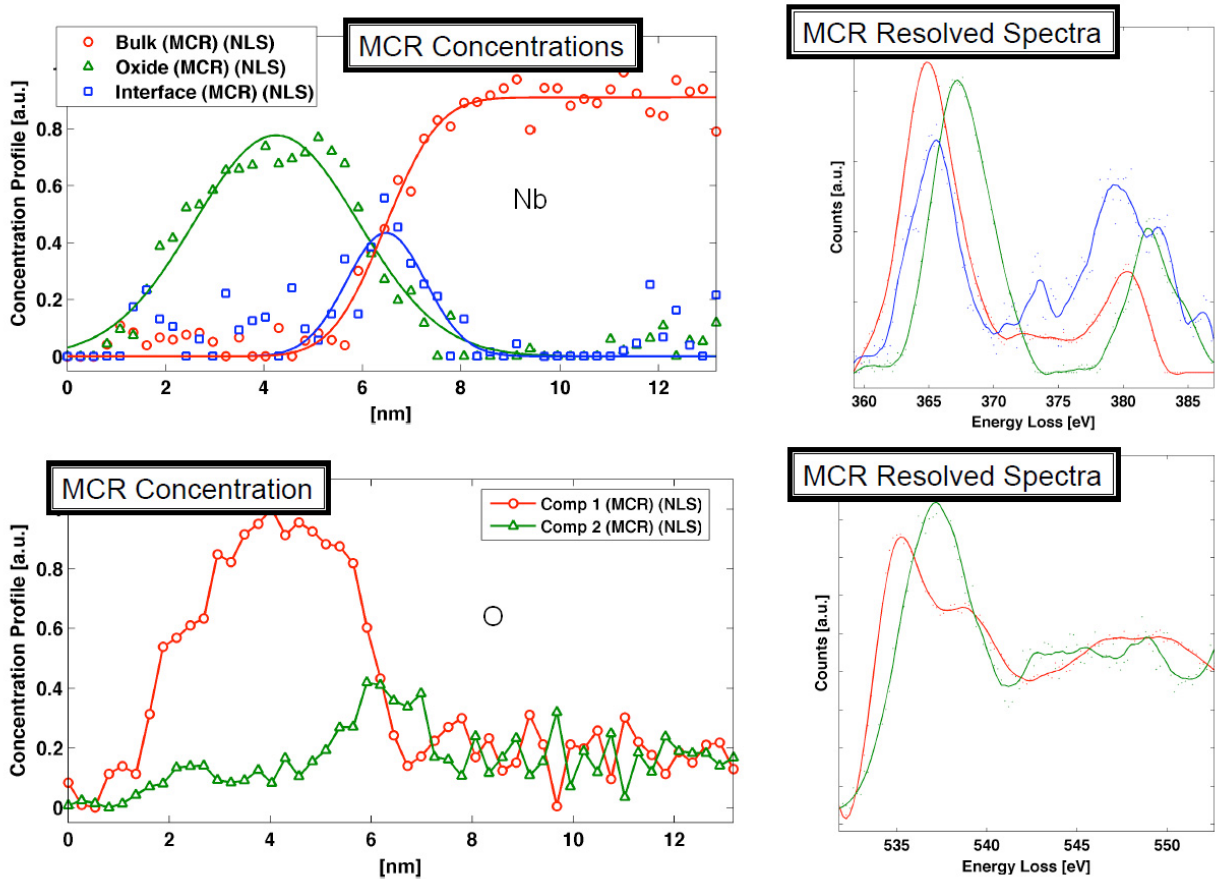 MCR Concentrations
Bulk (MCR) (NLS)
Oxide (MCR) (NLS)
Interface (MCR) (NLS)
Concentration Profile [a.u.]
1
0.8
0.6
0.4
0.2
0
Nb
0 2 4 6 8 10 12
[nm]
MCR Resolved Spectra
Counts [a.u.]
360 365 370 375 380 385
Energy Loss [eV]
MCR Concentration
Comp 1 (MCR) (NLS)
Comp 2 (MCR) (NLS)
Concentration Profile [a.u.]
0.8
0.6
0.4
0.2
0
O
0 2 4 6 8 10 12
[nm]
MCR Resolved Spectra
Counts [a.u.]
535 540 545 550
Energy Loss [eV]